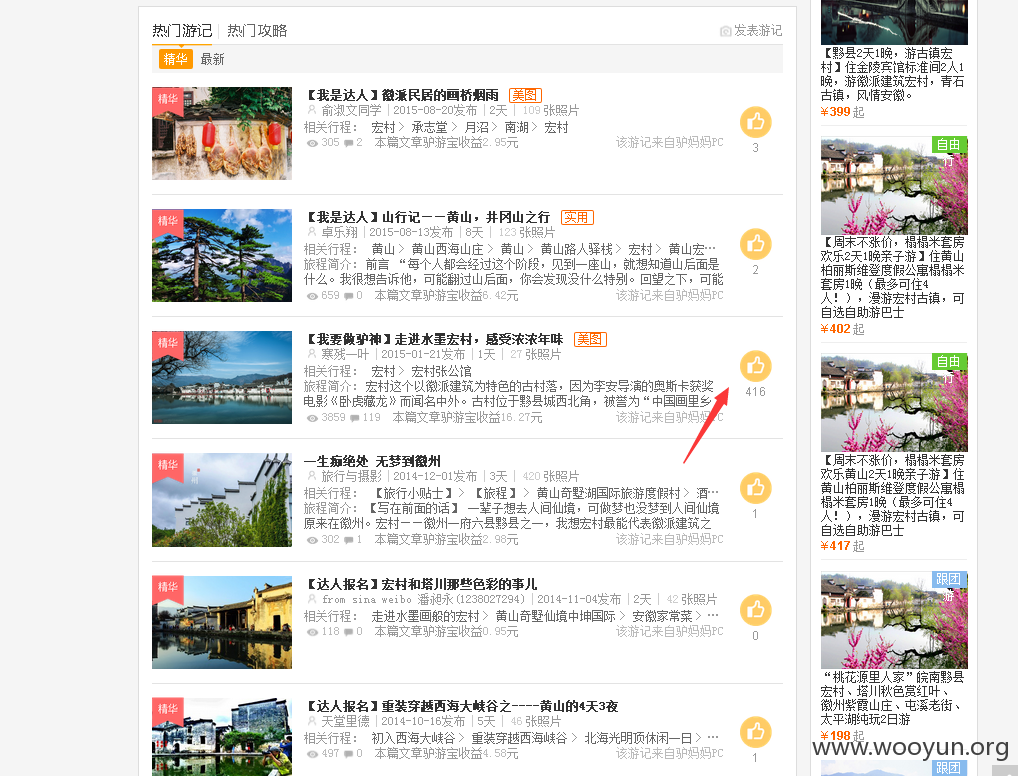 热门游记 热门攻略 发表游记
精华 最新
精华
【我是达人】徽派民居的画桥烟雨 美图
俞淑文同学 2015-08-20发布 2天 109张照片
相关行程: 宏村 承志堂 月沼 南湖 宏村
305 2 本篇文章驴游宝收益2.95元 该游记来自驴妈妈PC
3
精华
【我是达人】山行记——黄山，井冈山之行 实用
卓乐翔 2015-08-13发布 8天 123张照片
相关行程: 黄山 黄山西海山庄 黄山 黄山路人驿栈 宏村 黄山宏…
旅程简介: 前言 “每个人都会经过这个阶段，见到一座山，就想知道山后面是
什么。我很想告诉他，可能翻过山后面，你会发现没什么特别。回望之下，可能
659 0 本篇文章驴游宝收益6.42元 该游记来自驴妈妈PC
2
精华
【我要做驴神】走进水墨宏村，感受浓浓年味 美图
寒残一叶 2015-01-21发布 1天 27张照片
相关行程: 宏村 宏村张公馆
旅程简介: 宏村这个以徽派建筑为特色的古村落，因为李安导演的奥斯卡获奖
电影《卧虎藏龙》而闻名中外。古村位于黟县城西北角，被誉为“中国画里乡
3859 119 本篇文章驴游宝收益16.27元 该游记来自驴妈妈PC
416
精华
一生痴绝处 无梦到徽州
旅行与摄影 2014-12-01发布 3天 420张照片
相关行程: 【旅行小贴士】 【旅程】 黄山奇墅湖国际旅游度假村 酒…
旅程简介: 【写在前面的话】 一辈子想去人间仙境，可做梦也没梦到人间仙境
原来在徽州。宏村——徽州一府六县黟县之一，我想宏村最能代表徽派建筑之
302 1 本篇文章驴游宝收益2.98元 该游记来自驴妈妈PC
1
精华
【达人报名】宏村和塔川那些色彩的事儿
from sina weibo 潘昶永(1238027294) 2014-11-04发布 2天 42张照片
相关行程: 走进水墨画般的宏村 黄山奇墅仙境中坤国际 安徽家常菜 …
118 0 本篇文章驴游宝收益0.95元 该游记来自驴妈妈PC
0
精华
【达人报名】重装穿越西海大峡谷之----黄山的4天3夜
天堂里德 2014-10-16发布 5天 46张照片
相关行程: 初入西海大峡谷 重装穿越西海大峡谷 北海光明顶休闲一日 …
497 0 本篇文章驴游宝收益4.58元 该游记来自驴妈妈PC
1
【黟县2天1晚，游古镇宏
村】住金陵宾馆标准间2人1
晚，游徽派建筑宏村，青石
古镇，风情安徽。
¥399 起
自由
行
【周末不涨价，榻榻米套房
欢乐2天1晚亲子游】住黄山
柏丽斯维登度假公寓榻榻米
套房1晚（最多可住4
人！），漫游宏村古镇，可
自选自助游巴士
¥402 起
自由
行
【周末不涨价，榻榻米套房
欢乐黄山2天1晚亲子游】住
黄山柏丽斯维登度假公寓榻
榻米套房1晚（最多可住4
人！），漫游宏村古镇，可
自选自助游巴士
¥417 起
跟团
游
“桃花源里人家”皖南黟县
宏村、塔川秋色赏红叶、
徽州紫霞山庄、屯溪老街、
太平湖纯玩2日游
¥198 起
跟团
www.wooyun.org